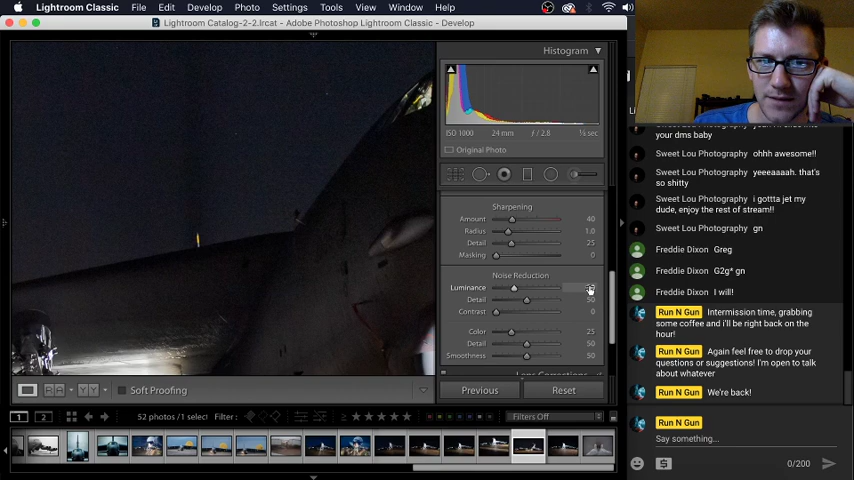 Lightroom Classic File Edit Develop Photo Settings Tools View Window Help
Lightroom Catalog-2-2.lrcat - Adobe Photoshop Lightroom Classic - Develop
Histogram
ISO 1000 24 mm f / 2.8 ⅙ sec
Original Photo
Sharpening
Amount 40
Radius 1.0
Detail 25
Masking 0
Noise Reduction
Luminance
Detail 50
Contrast 0
Color 25
Detail 50
Smoothness 50
Lens Corrections
Soft Proofing
Previous Reset
1 2 52 photos /1 select Filter : Filters Off
dms baby
Sweet Lou Photography ohhh awesome!!
Sweet Lou Photography yeeeaaaah. that's
so shitty
Sweet Lou Photography i gottta jet my
dude, enjoy the rest of stream!!
Sweet Lou Photography gn
Freddie Dixon Greg
Freddie Dixon G2g* gn
Freddie Dixon I will!
Run N Gun Intermission time, grabbing
some coffee and i'll be right back on the
hour!
Run N Gun Again feel free to drop your
questions or suggestions! I'm open to talk
about whatever
Run N Gun We're back!
Run N Gun
Say something...
0/200